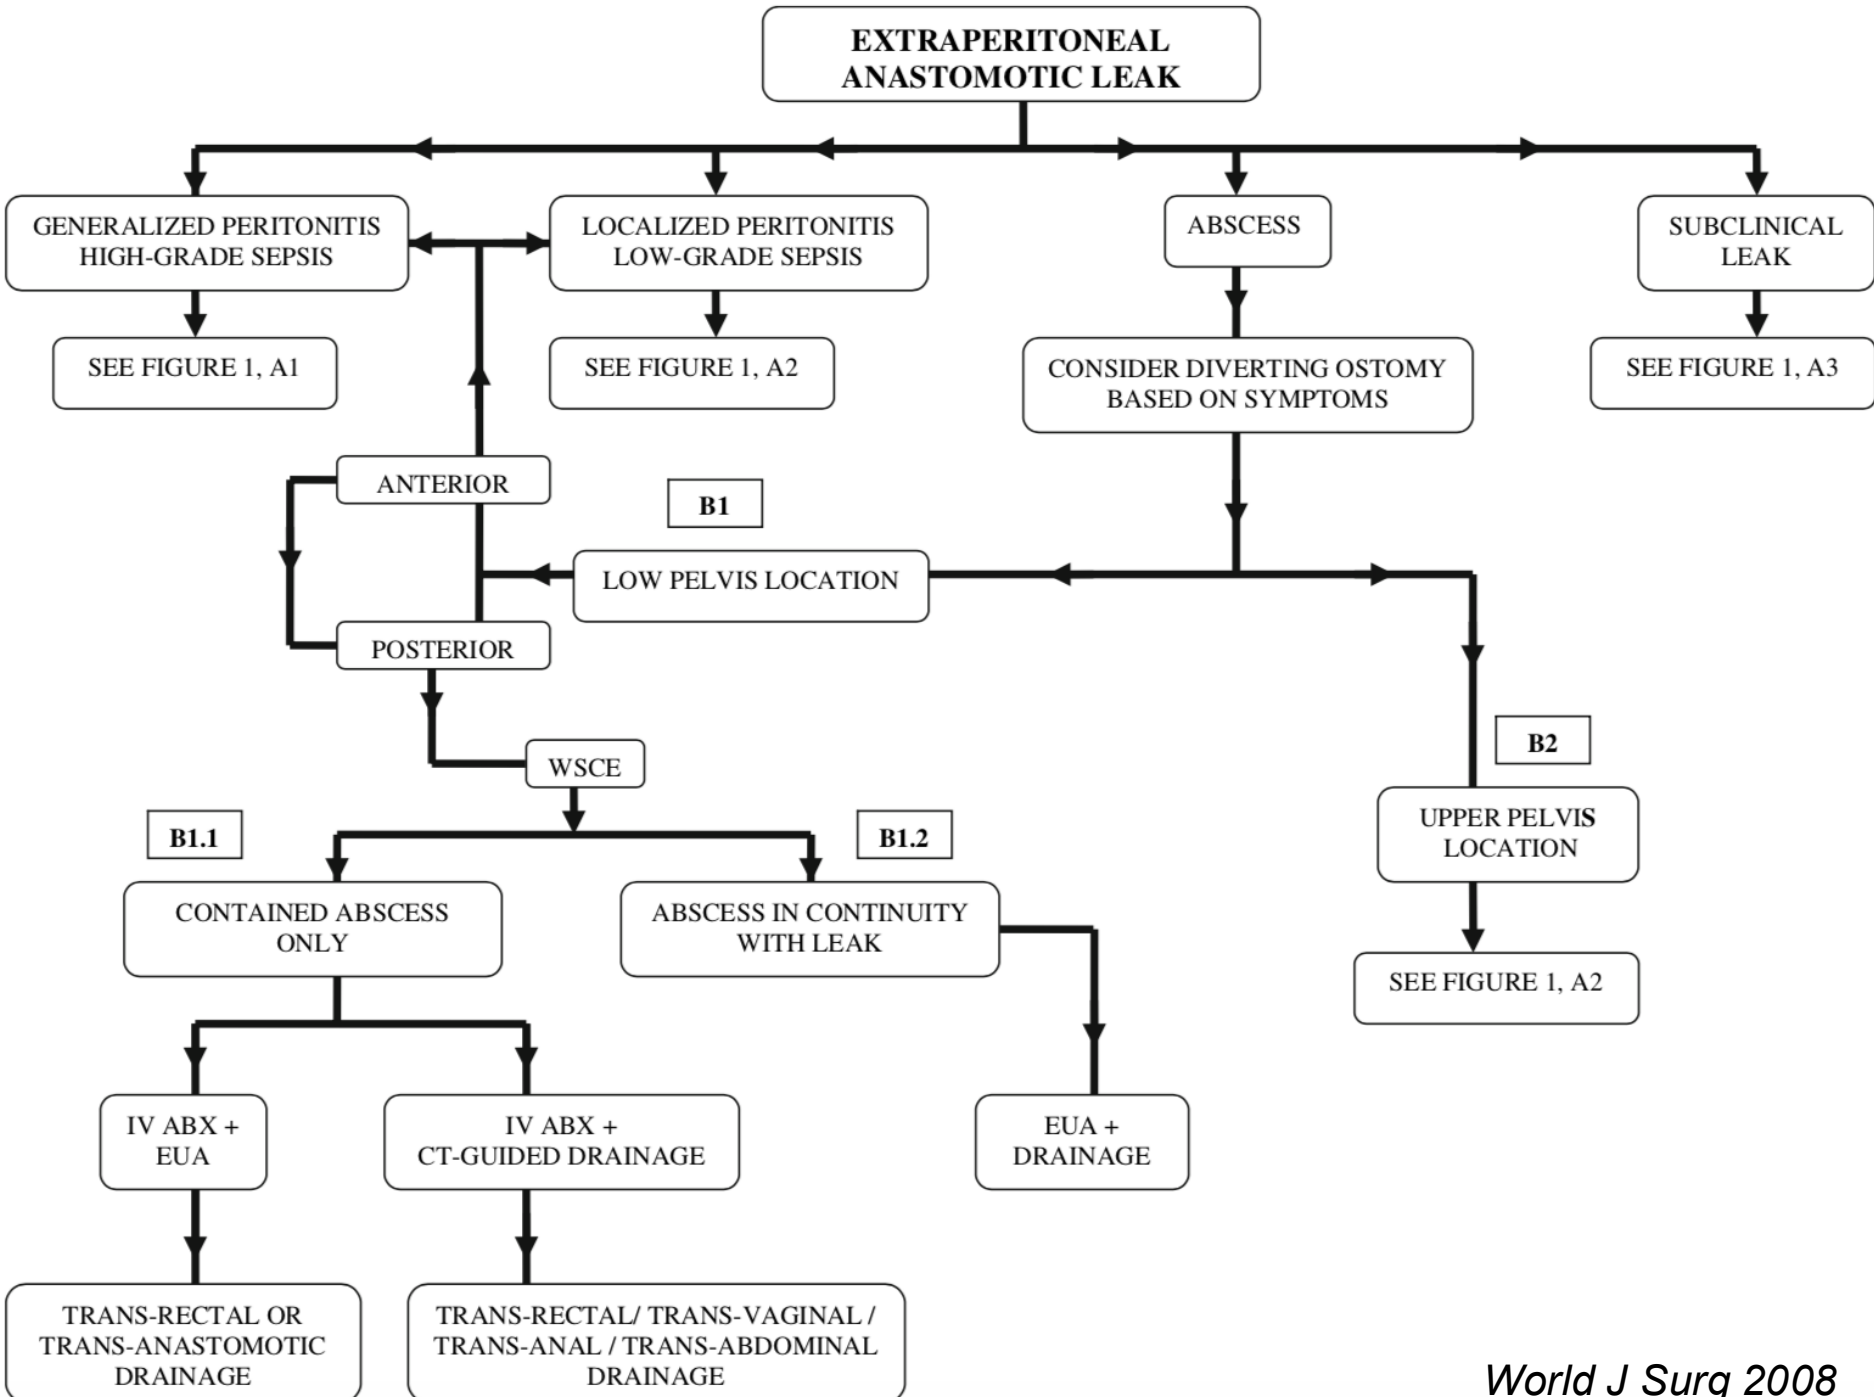 EXTRAPERITONEAL
ANASTOMOTIC LEAK
GENERALIZED PERITONITIS
HIGH-GRADE SEPSIS
LOCALIZED PERITONITIS
LOW-GRADE SEPSIS
ABSCESS
SUBCLINICAL
LEAK
SEE FIGURE 1, A1
SEE FIGURE 1, A2
CONSIDER DIVERTING OSTOMY
BASED ON SYMPTOMS
SEE FIGURE 1, A3
ANTERIOR
B1
LOW PELVIS LOCATION
POSTERIOR
WSCE
B2
UPPER PELVIS
LOCATION
B1.1
B1.2
CONTAINED ABSCESS
ONLY
ABSCESS IN CONTINUITY
WITH LEAK
SEE FIGURE 1, A2
IV ABX +
EUA
IV ABX +
CT-GUIDED DRAINAGE
EUA +
DRAINAGE
TRANS-RECTAL OR
TRANS-ANASTOMOTIC
DRAINAGE
TRANS-RECTAL/ TRANS-VAGINAL /
TRANS-ANAL / TRANS-ABDOMINAL
DRAINAGE
World J Surg 2008